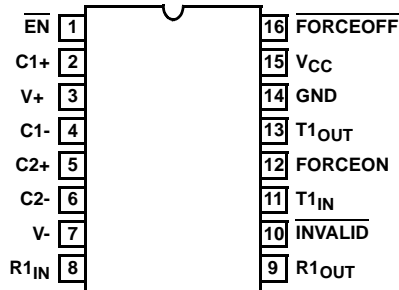 EN 1 16 FORCEOFF
C1+ 2 15 VCC
V+ 3 14 GND
C1- 4 13 T1OUT
C2+ 5 12 FORCEON
C2- 6 11 T1IN
V- 7 10 INVALID
R1IN 8 9 R1OUT